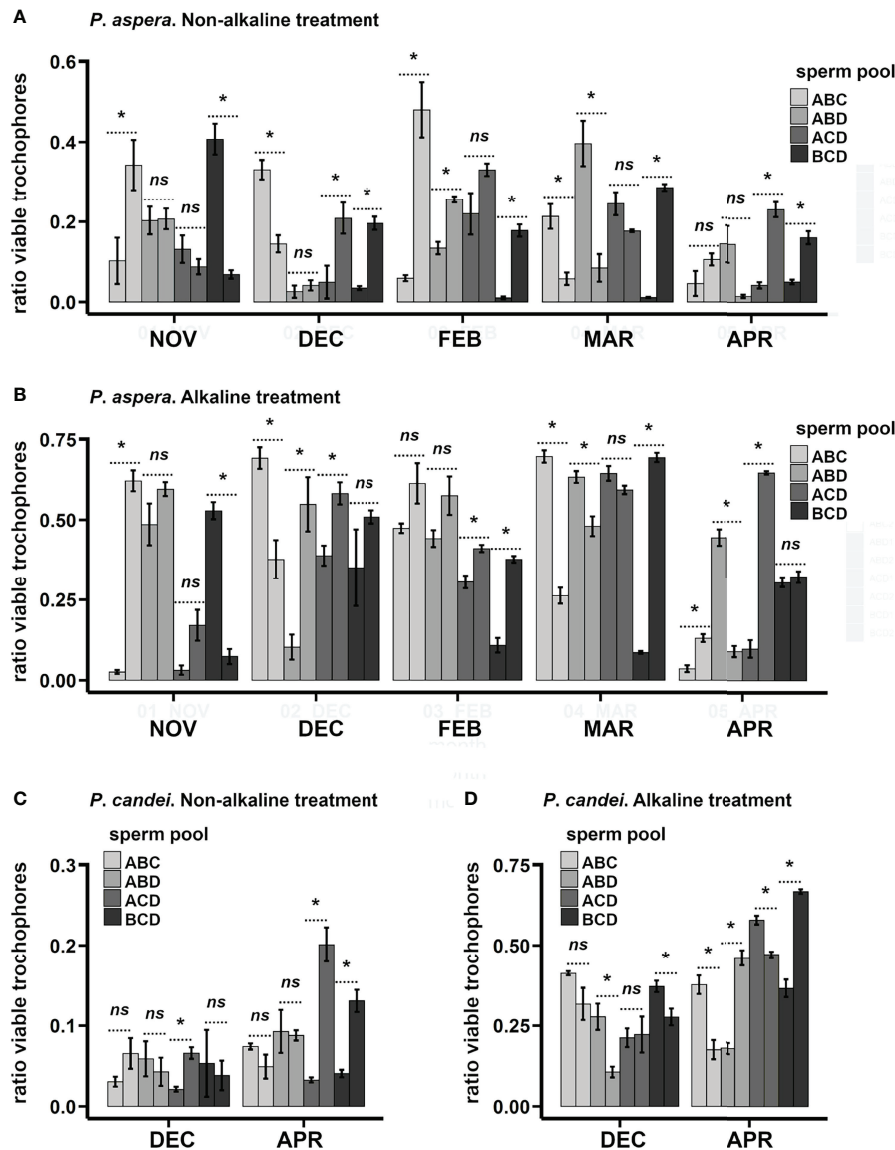 A
P. aspera. Non-alkaline treatment
ratio viable trochophores
0.6
0.4
0.2
0.0
* * * * * * * * * * * *
ns ns ns ns ns ns ns
sperm pool
ABC
ABD
ACD
BCD
NOV DEC FEB MAR APR
01_NOV 02_DEC 03_FEB 04_MAR 05_APR
B
P. aspera. Alkaline treatment
ratio viable trochophores
0.75
0.50
0.25
0.00
* ns ns * * * * ns ns ns * * * * ns * * * * ns
sperm pool
ABC
ABD
ACD
BCD
01_NOV 02_DEC 03_FEB 04_MAR 05_APR
NOV DEC FEB MAR APR
C
P. candei. Non-alkaline treatment
sperm pool
ABC
ABD
ACD
BCD
ratio viable trochophores
0.3
0.2
0.1
0.0
ns ns * ns ns ns * *
DEC APR
D
P. candei. Alkaline treatment
sperm pool
ABC
ABD
ACD
BCD
ratio viable trochophores
0.75
0.50
0.25
0.00
ns * ns * * * * *
DEC APR